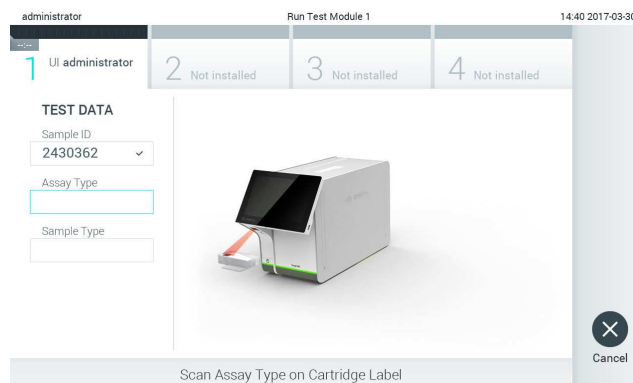 administrator Run Test Module 1 14:40 2017-03-30
--:--
1 UI administrator 2 Not installed 3 Not installed 4 Not installed
TEST DATA
Sample ID
2430362
Assay Type
Sample Type
Cancel
Scan Assay Type on Cartridge Label